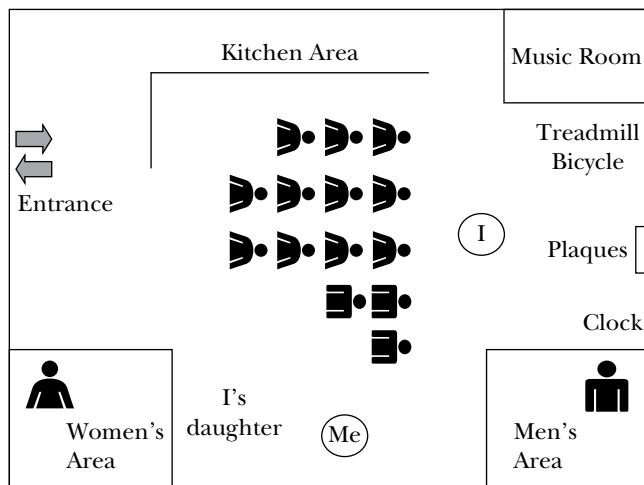 Kitchen Area
Music Room
Treadmill
Bicycle
Entrance
I
Plaques
Clock
I's
daughter
Me
Women's
Area
Men's
Area